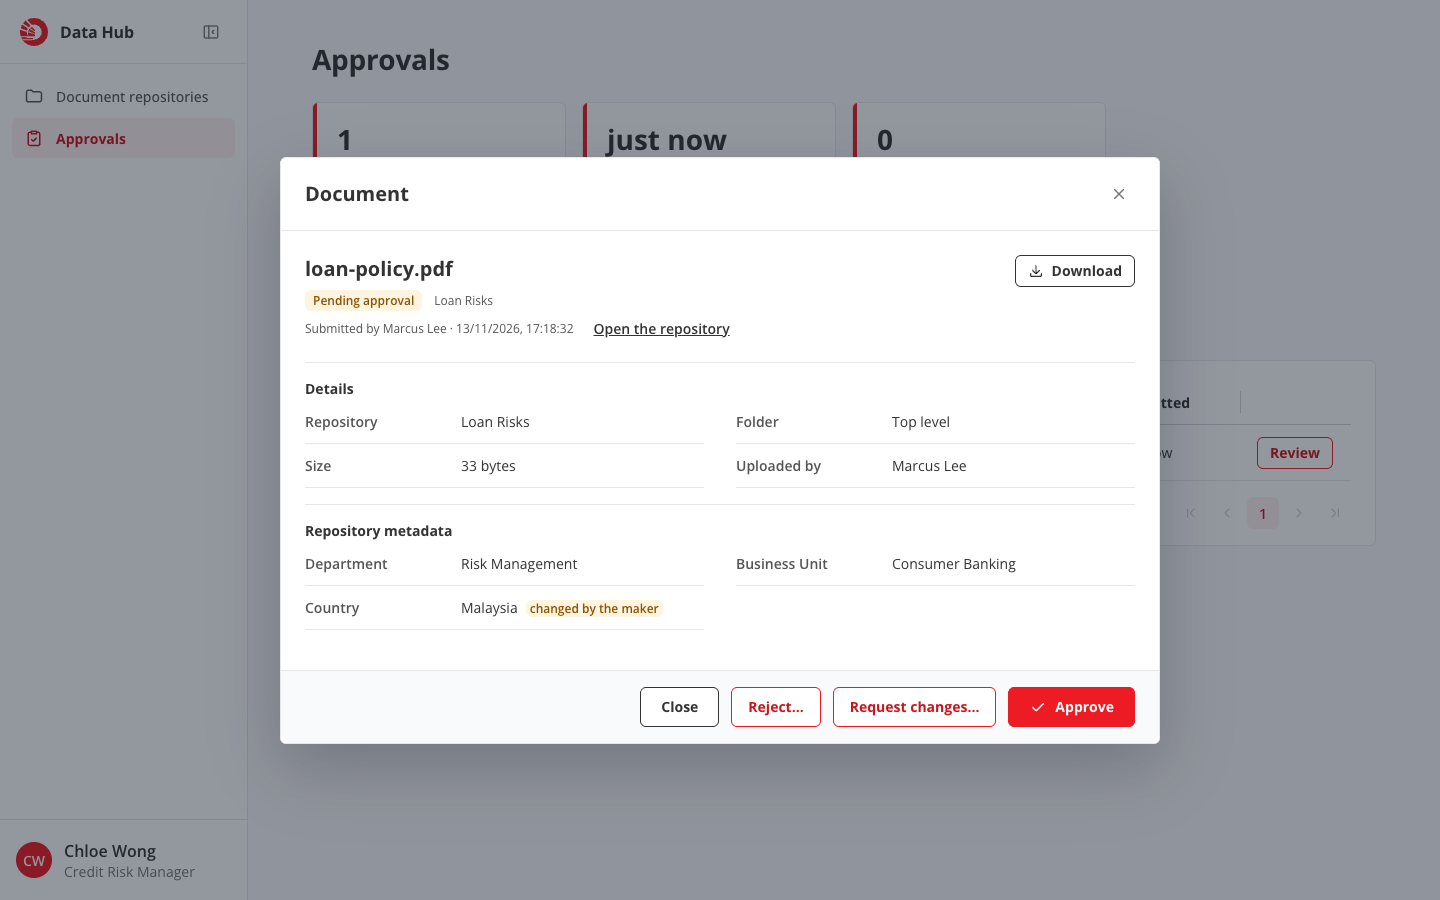 Data Hub
Document repositories
Approvals
Approvals
1
just now
0
Document
loan-policy.pdf
Download
Pending approval
Loan Risks
Submitted by Marcus Lee · 13/11/2026, 17:18:32
Open the repository
Details
Repository
Loan Risks
Folder
Top level
Size
33 bytes
Uploaded by
Marcus Lee
Repository metadata
Department
Risk Management
Business Unit
Consumer Banking
Country
Malaysia
changed by the maker
Close
Reject...
Request changes...
Approve
Review
1
CW
Chloe Wong
Credit Risk Manager